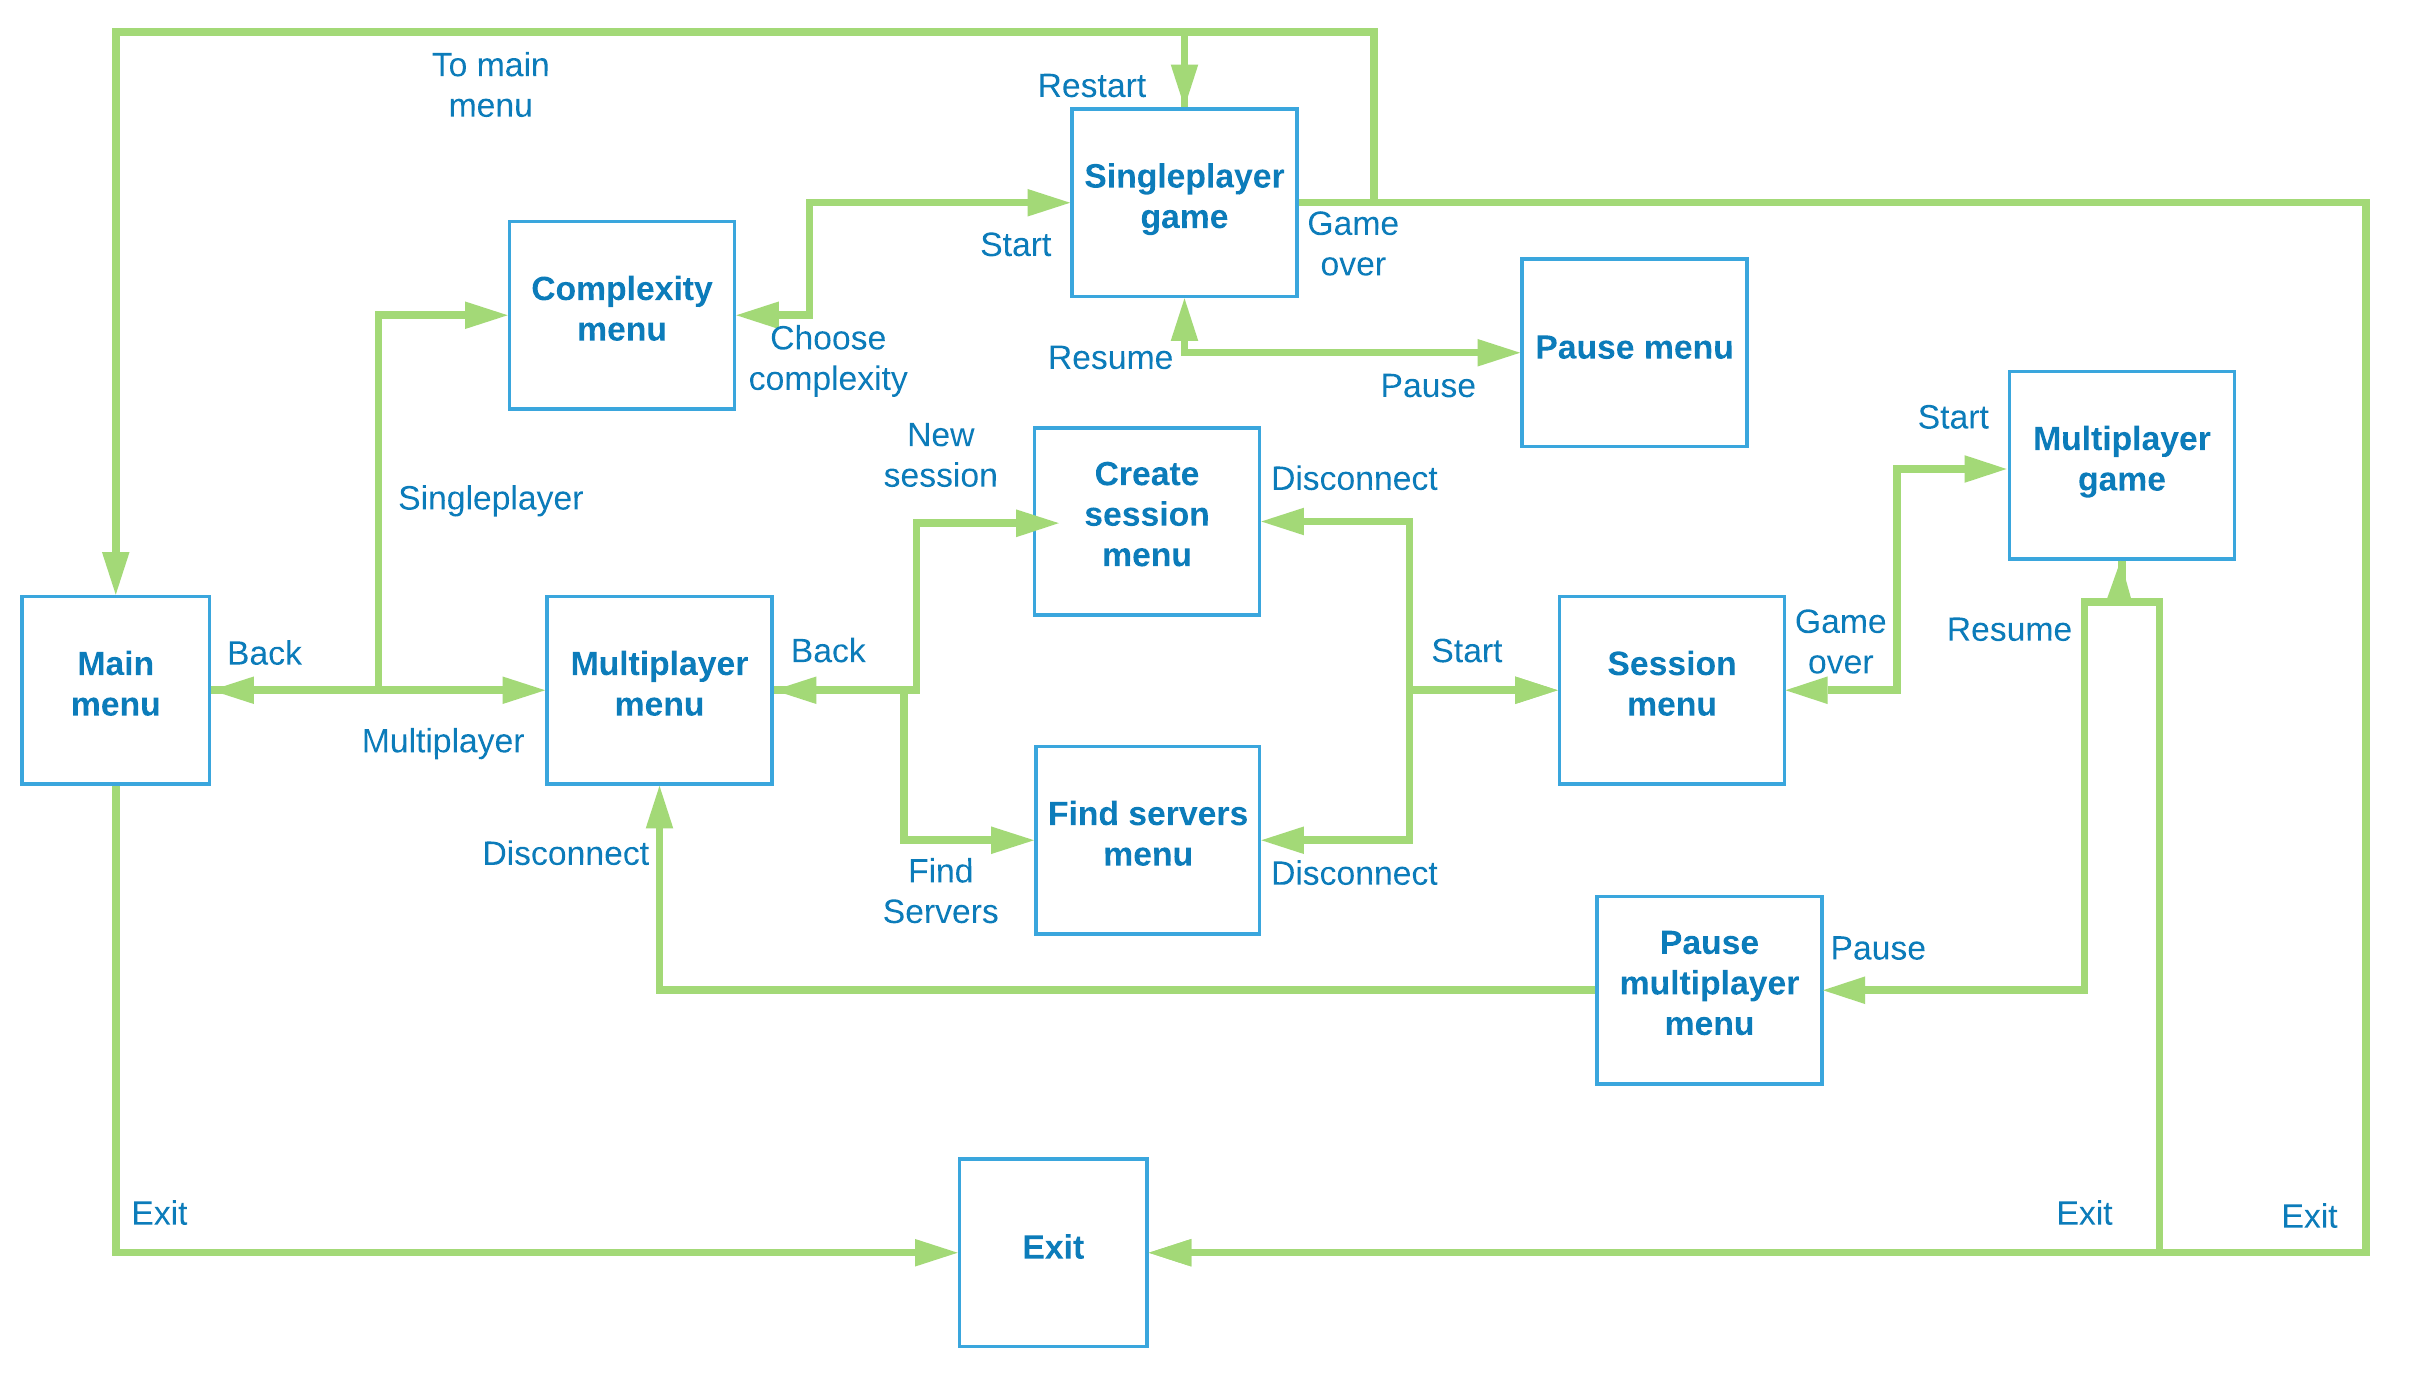 To main
menu
Restart
Singleplayer
game
Start
Game
over
Complexity
menu
Choose
complexity
Resume
Pause
Pause menu
New
session
Create
session
menu
Disconnect
Start
Multiplayer
game
Singleplayer
Main
menu
Back
Multiplayer
Multiplayer
menu
Back
Start
Session
menu
Game
over
Resume
Disconnect
Find
Servers
Find servers
menu
Disconnect
Pause
multiplayer
menu
Pause
Exit
Exit
Exit
Exit